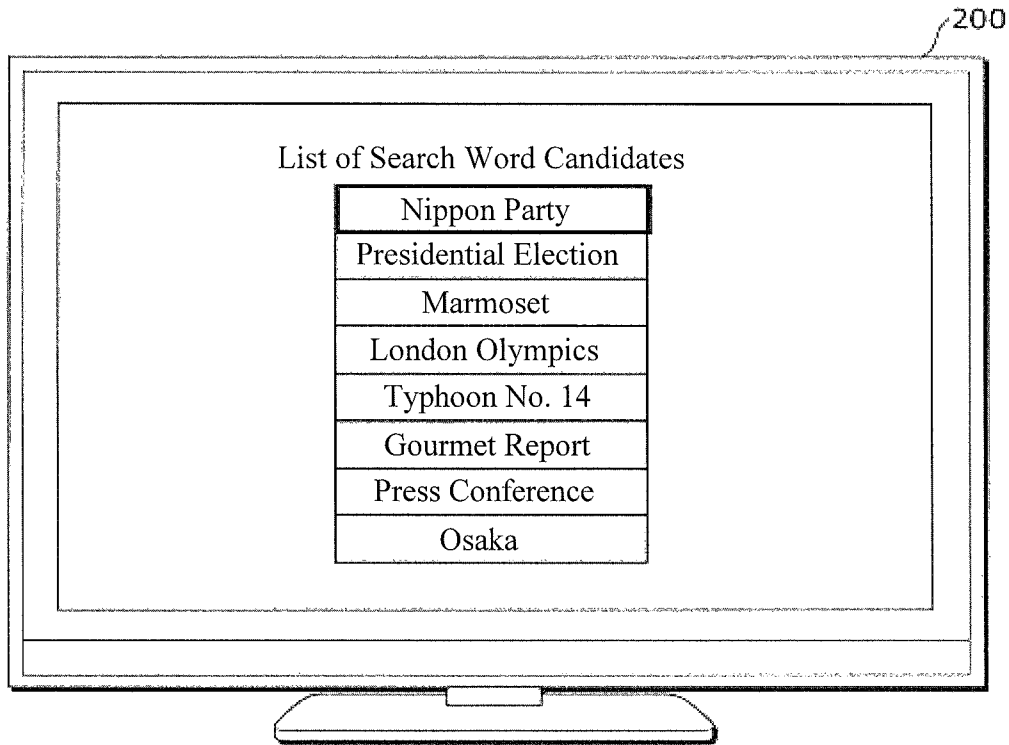 200
List of Search Word Candidates
Nippon Party
Presidential Election
Marmoset
London Olympics
Typhoon No. 14
Gourmet Report
Press Conference
Osaka